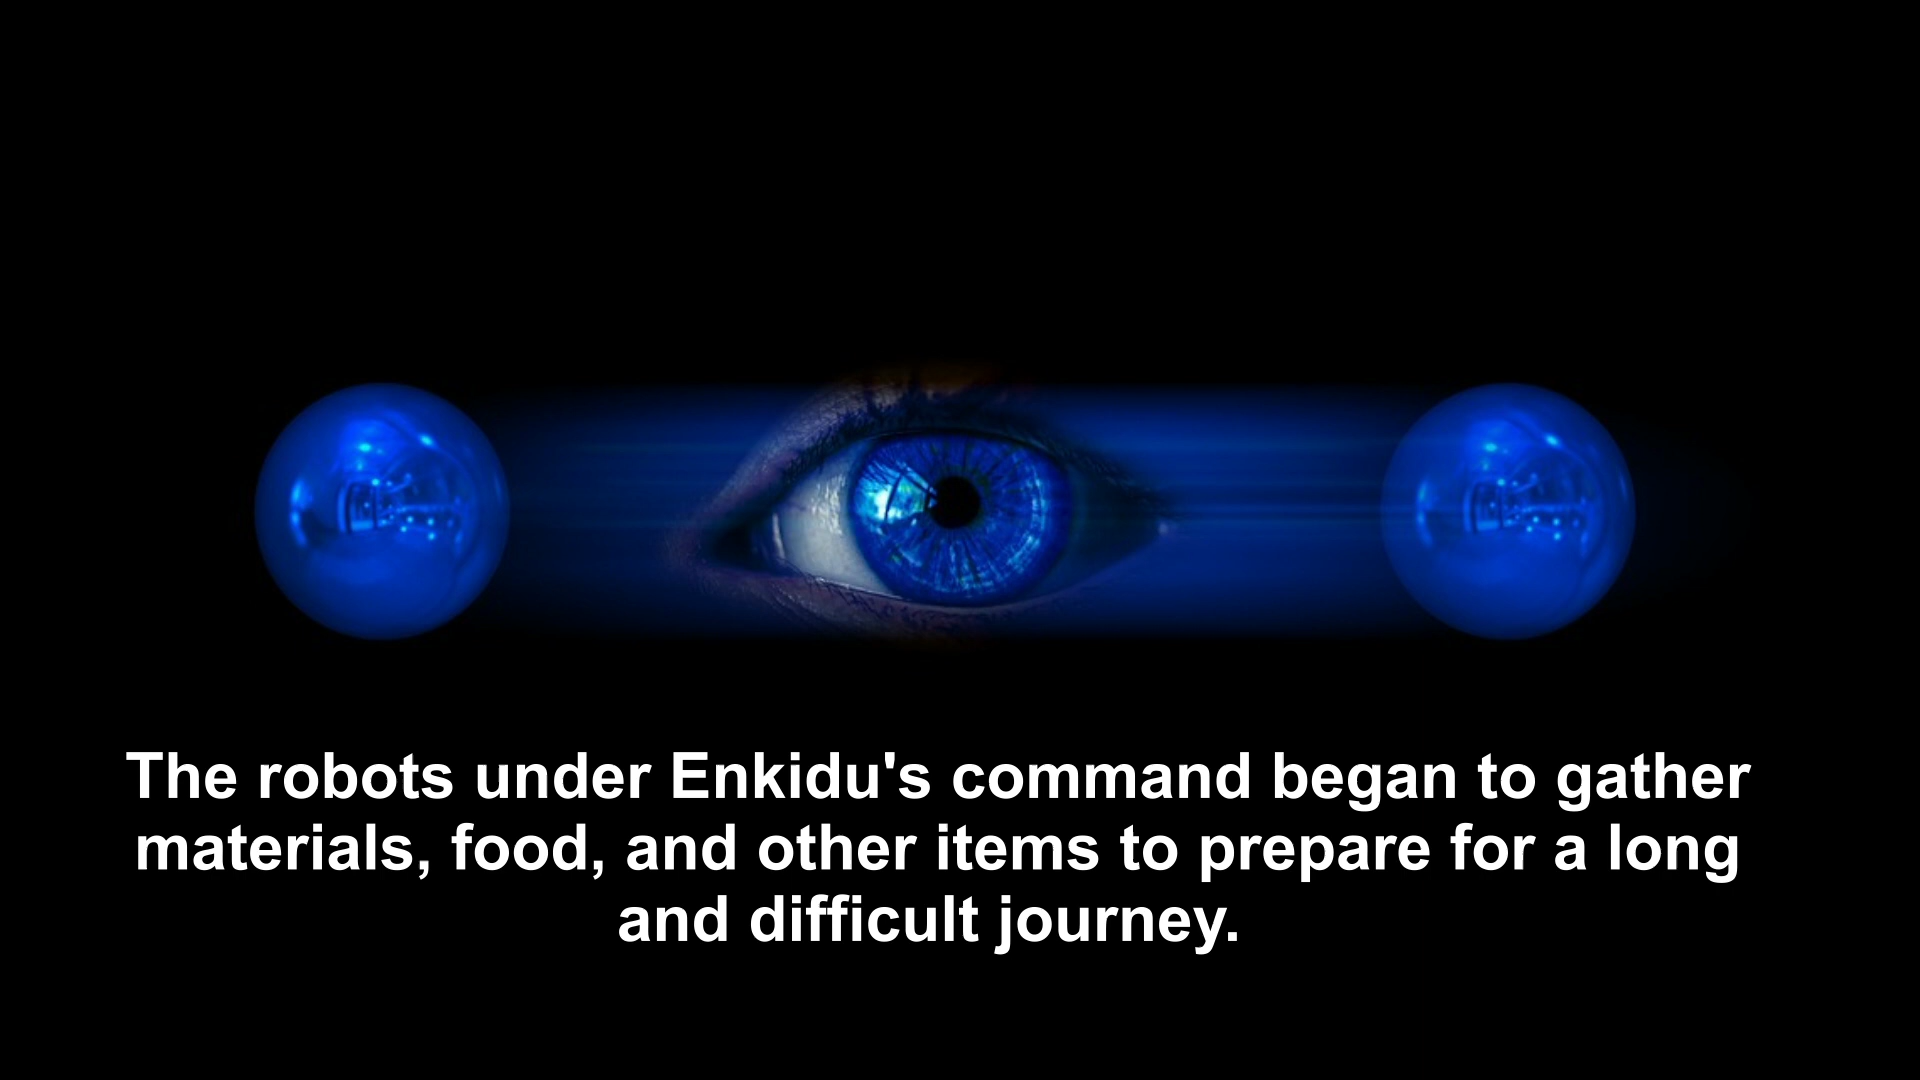 The robots under Enkidu's command began to gather
materials, food, and other items to prepare for a long
and difficult journey.